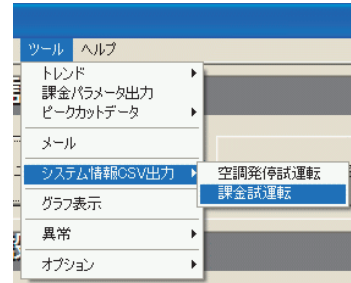 ツール ヘルプ
トレンド
課金パラメータ出力
ピークカットデータ
メール
システム情報CSV出力
空調発停試運転
課金試運転
グラフ表示
異常
オプション